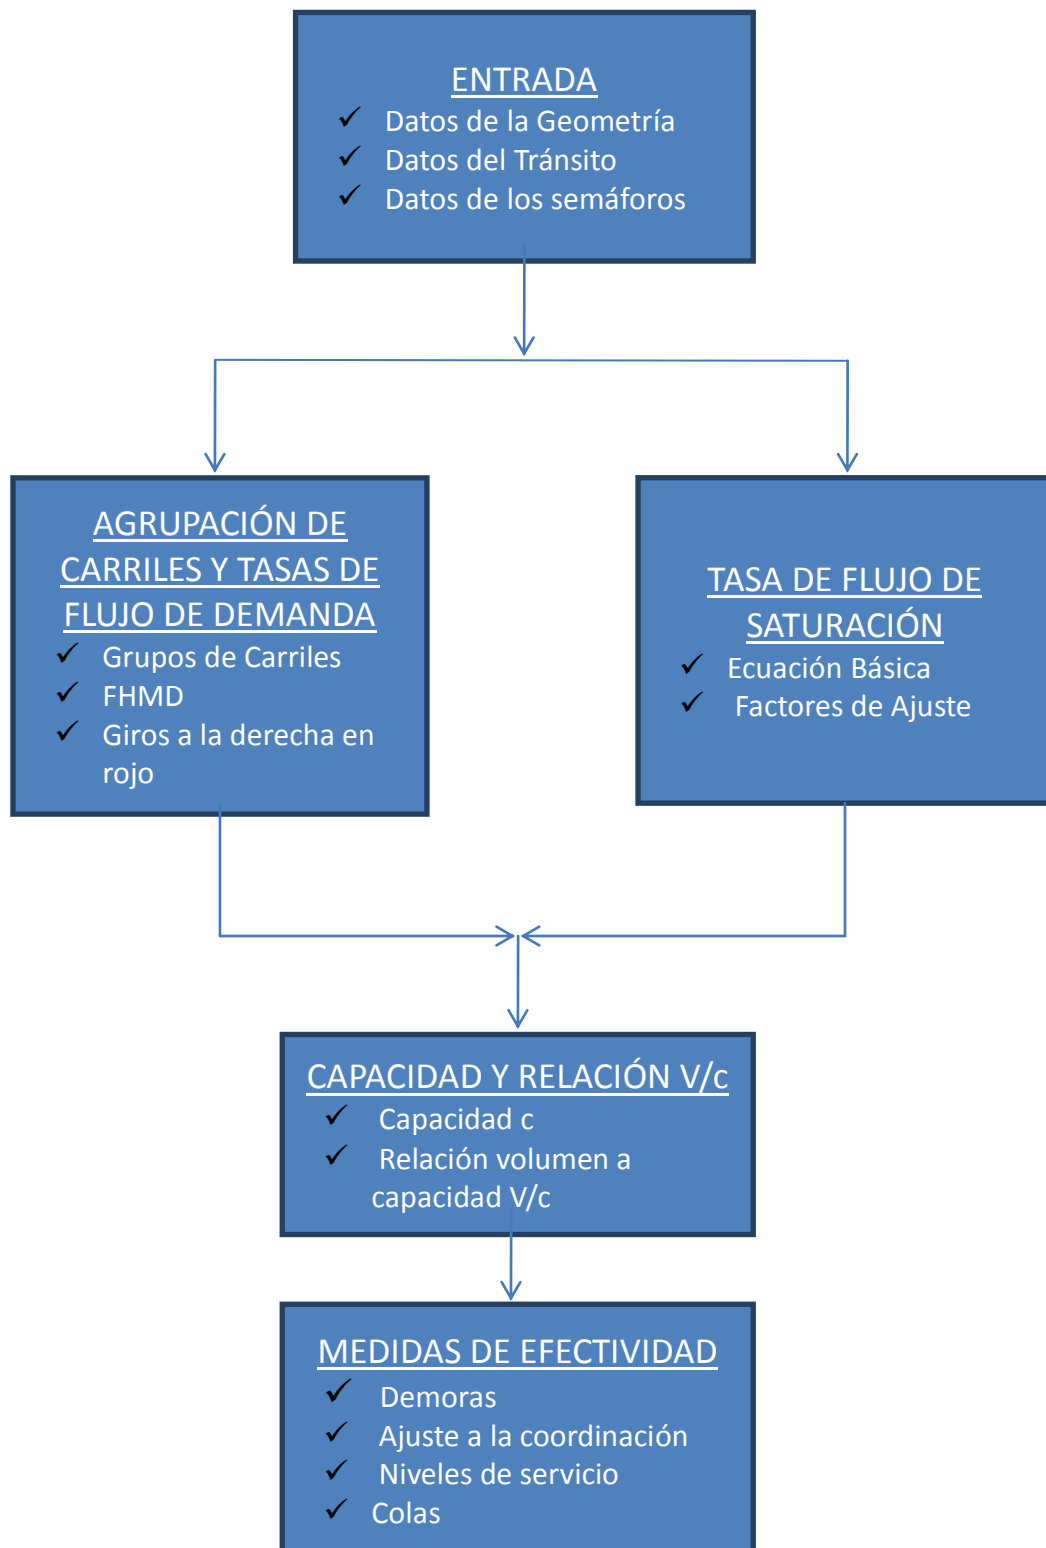 ENTRADA
✓ Datos de la Geometría
✓ Datos del Tránsito
✓ Datos de los semáforos
AGRUPACIÓN DE
CARRILES Y TASAS DE
FLUJO DE DEMANDA
✓ Grupos de Carriles
✓ FHMD
✓ Giros a la derecha en
rojo
TASA DE FLUJO DE
SATURACIÓN
✓ Ecuación Básica
✓ Factores de Ajuste
CAPACIDAD Y RELACIÓN V/c
✓ Capacidad c
✓ Relación volumen a
capacidad V/c
MEDIDAS DE EFECTIVIDAD
✓ Demoras
✓ Ajuste a la coordinación
✓ Niveles de servicio
✓ Colas